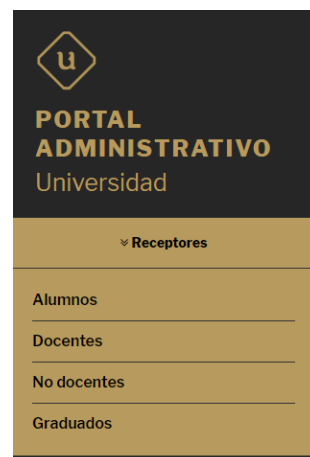 u
PORTAL
ADMINISTRATIVO
Universidad
Receptores
Alumnos
Docentes
No docentes
Graduados